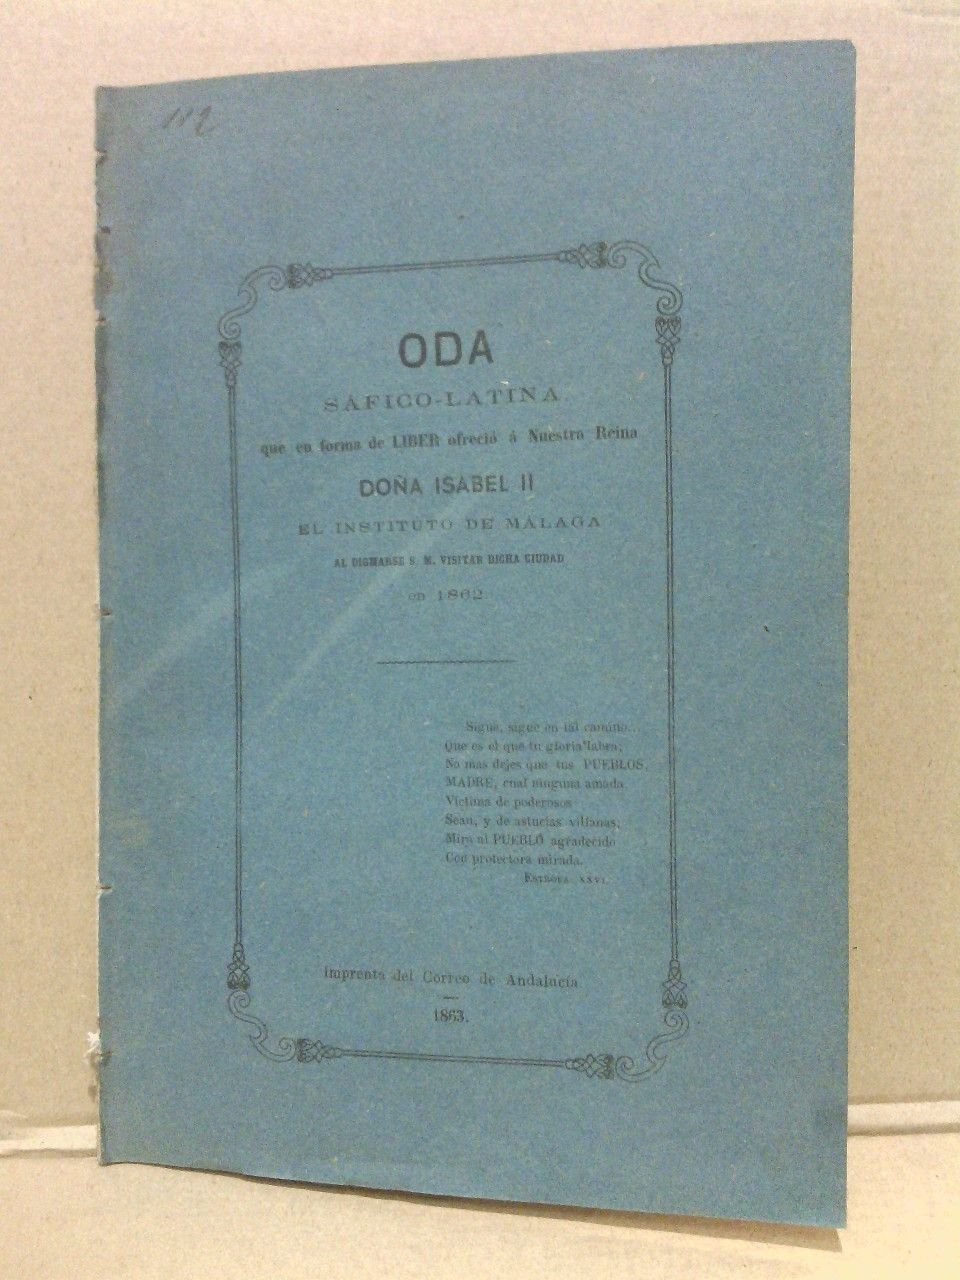 112
ODA
SÁFICO-LATINA
que en forma de LIBER ofreció á Nuestra Reina
DOÑA ISABEL II
EL INSTITUTO DE MÁLAGA
AL DIGNARSE S. M. VISITAR DICHA CIUDAD
en 1862
Sigue, sigue en tal camino...
Que es el que tu gloria labra;
No mas dejes que tus PUEBLOS,
MADRE, cual ninguna amada,
Víctima de poderosos
Sean, y de astucias villanas;
Mira al PUEBLO agradecido
Con protectora mirada.
ESTROFA XXVI.
Imprenta del Correo de Andalucía
1863.